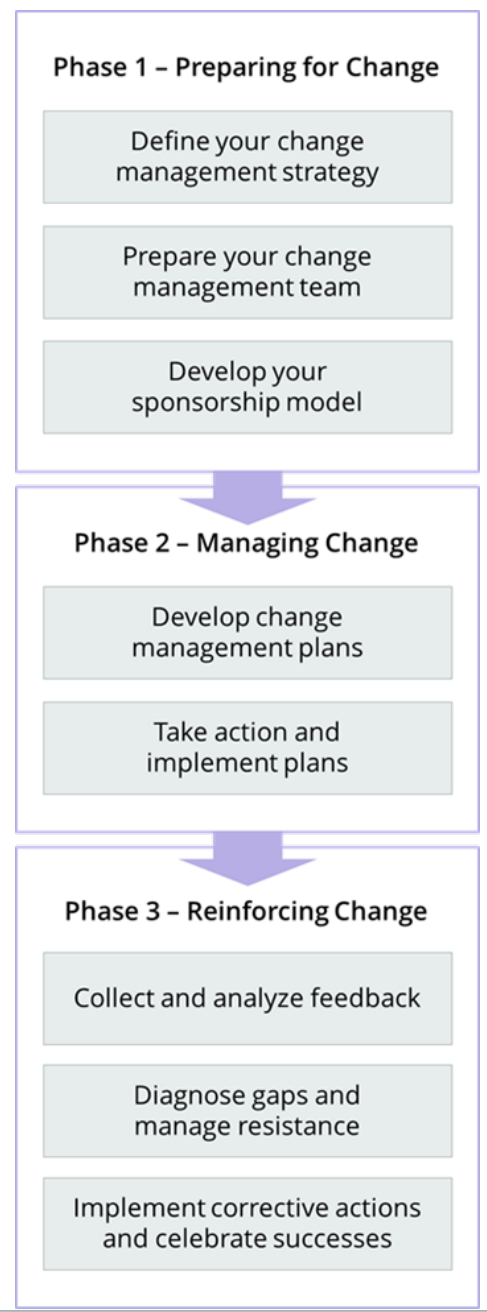 Phase 1 – Preparing for Change
Define your change
management strategy
Prepare your change
management team
Develop your
sponsorship model
Phase 2 – Managing Change
Develop change
management plans
Take action and
implement plans
Phase 3 – Reinforcing Change
Collect and analyze feedback
Diagnose gaps and
manage resistance
Implement corrective actions
and celebrate successes